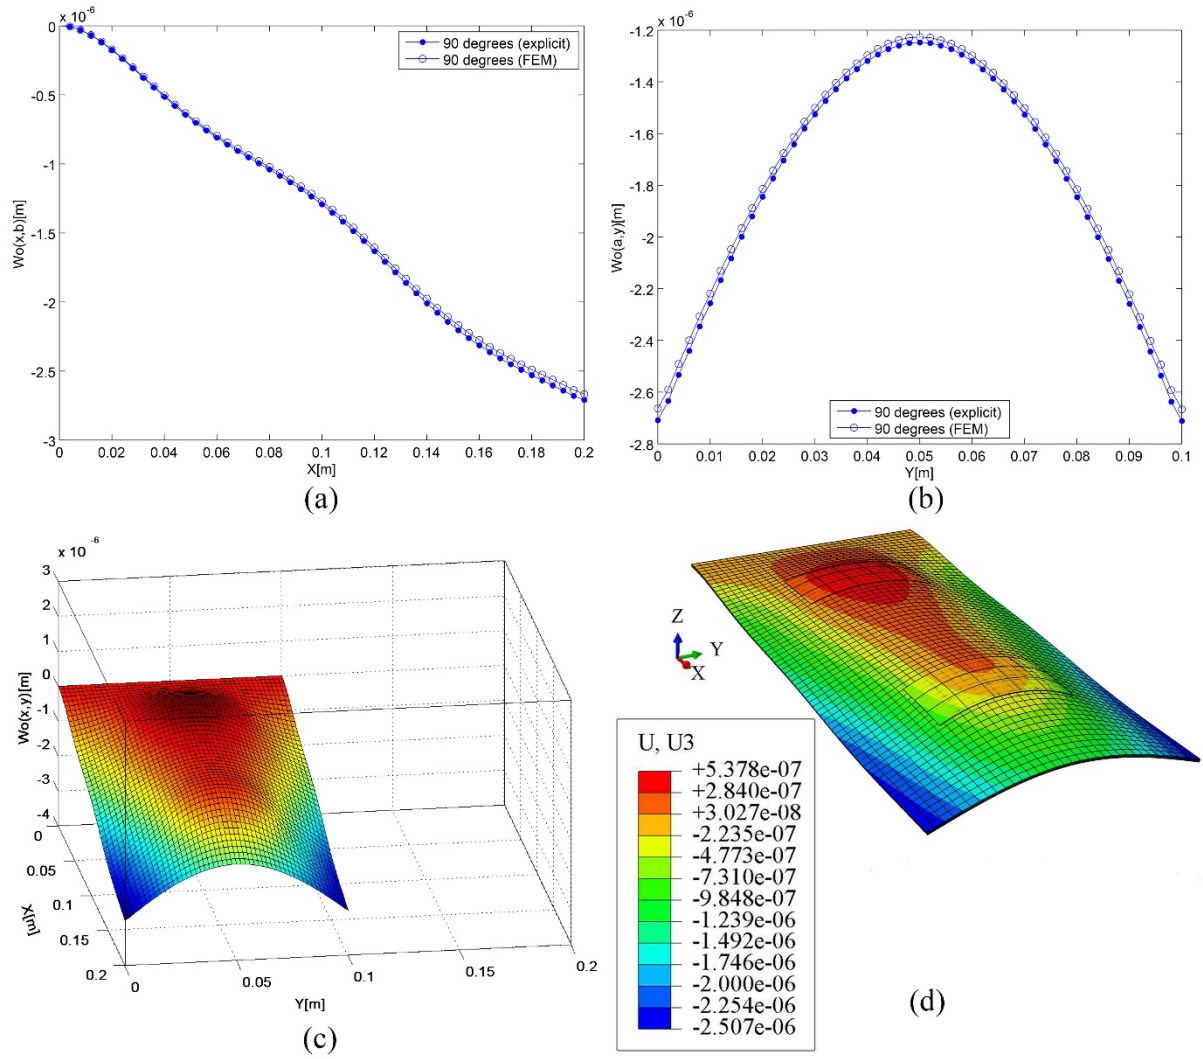 x 10 -6
0
-0.5
-1
-1.5
-2
-2.5
-3
Wo(x,b)[m]
90 degrees (explicit)
90 degrees (FEM)
0 0.02 0.04 0.06 0.08 0.1 0.12 0.14 0.16 0.18 0.2
X[m]
(a)
x 10 -6
-1.2
-1.4
-1.6
-1.8
-2
-2.2
-2.4
-2.6
-2.8
Wo(a,y)[m]
90 degrees (explicit)
90 degrees (FEM)
0 0.01 0.02 0.03 0.04 0.05 0.06 0.07 0.08 0.09 0.1
Y[m]
(b)
x 10 -6
3
2
1
0
-1
-2
-3
-4
Wo(x,y)[m]
0
0.05
0.1
0.15
0.2
X[m]
0
0.05
0.1
0.15
0.2
Y[m]
(c)
Z
Y
X
U, U3
+5.378e-07
+2.840e-07
+3.027e-08
-2.235e-07
-4.773e-07
-7.310e-07
-9.848e-07
-1.239e-06
-1.492e-06
-1.746e-06
-2.000e-06
-2.254e-06
-2.507e-06
(d)